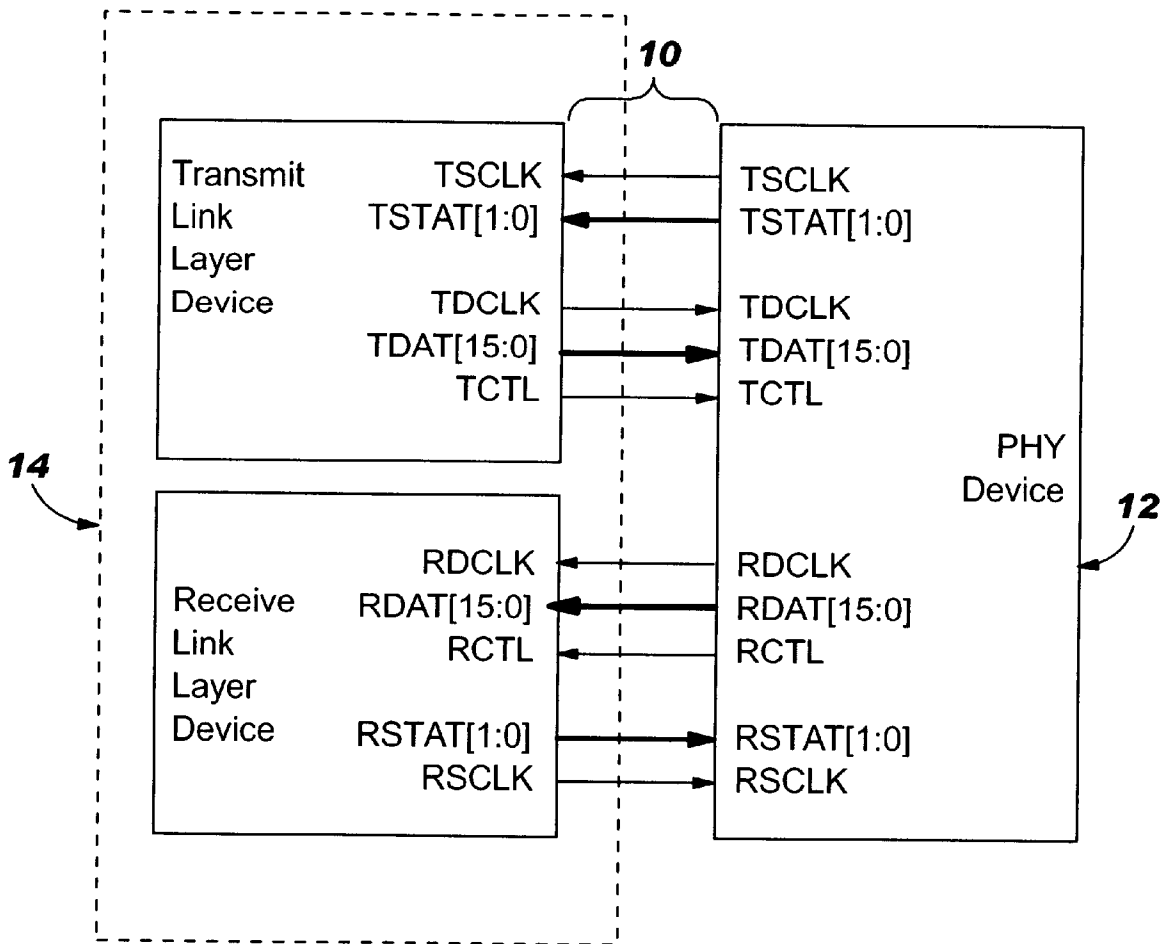 10
Transmit TSCLK TSCLK
Link TSTAT[1:0] TSTAT[1:0]
Layer
Device TDCLK TDCLK
TDAT[15:0] TDAT[15:0]
TCTL TCTL
PHY
14
Device
12
RDCLK RDCLK
Receive RDAT[15:0] RDAT[15:0]
Link RCTL RCTL
Layer
Device RSTAT[1:0] RSTAT[1:0]
RSCLK RSCLK